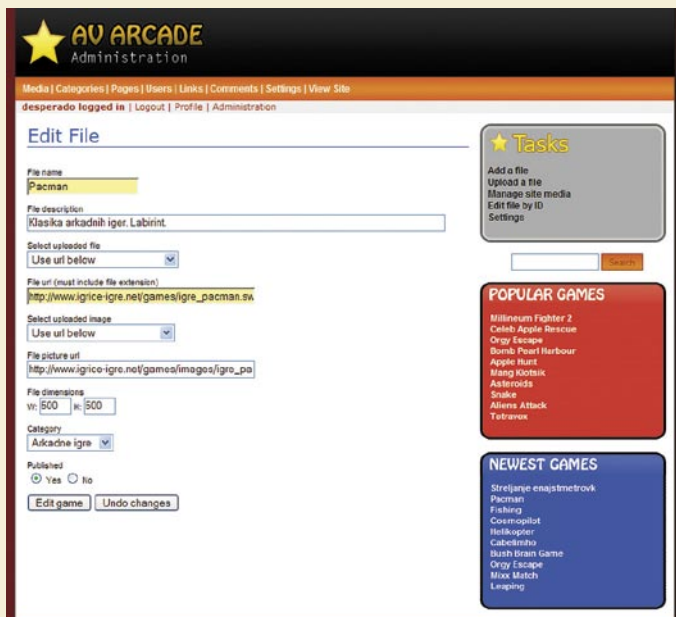 AV ARCADE
Administration
Media | Categories | Pages | Users | Links | Comments | Settings | View Site
desperado logged in | Logout | Profile | Administration
Edit File
File name
Pacman
File description
Klasika arkadnih iger. Labirint.
Select uploaded file
Use url below
File url (must include file extension)
http://www.igrice-igre.net/games/igre_pacman.sw
Select uploaded image
Use url below
File picture url
http://www.igrice-igre.net/games/images/igre_pa
File dimensions
W: 500 H: 500
Category
Arkadne igre
Published
Yes No
Edit game Undo changes
Tasks
Add a file
Upload a file
Manage site media
Edit file by ID
Settings
Search
POPULAR GAMES
Millineum Fighter 2
Celeb Apple Rescue
Orgy Escape
Bomb Pearl Harbour
Apple Hunt
Mang Klotsik
Asteroids
Snake
Aliens Attack
Tetravox
NEWEST GAMES
Streljanje enajstmetrovk
Pacman
Fishing
Cosmopilot
Helikopter
Cabelinho
Bush Brain Game
Orgy Escape
Mixx Match
Leaping